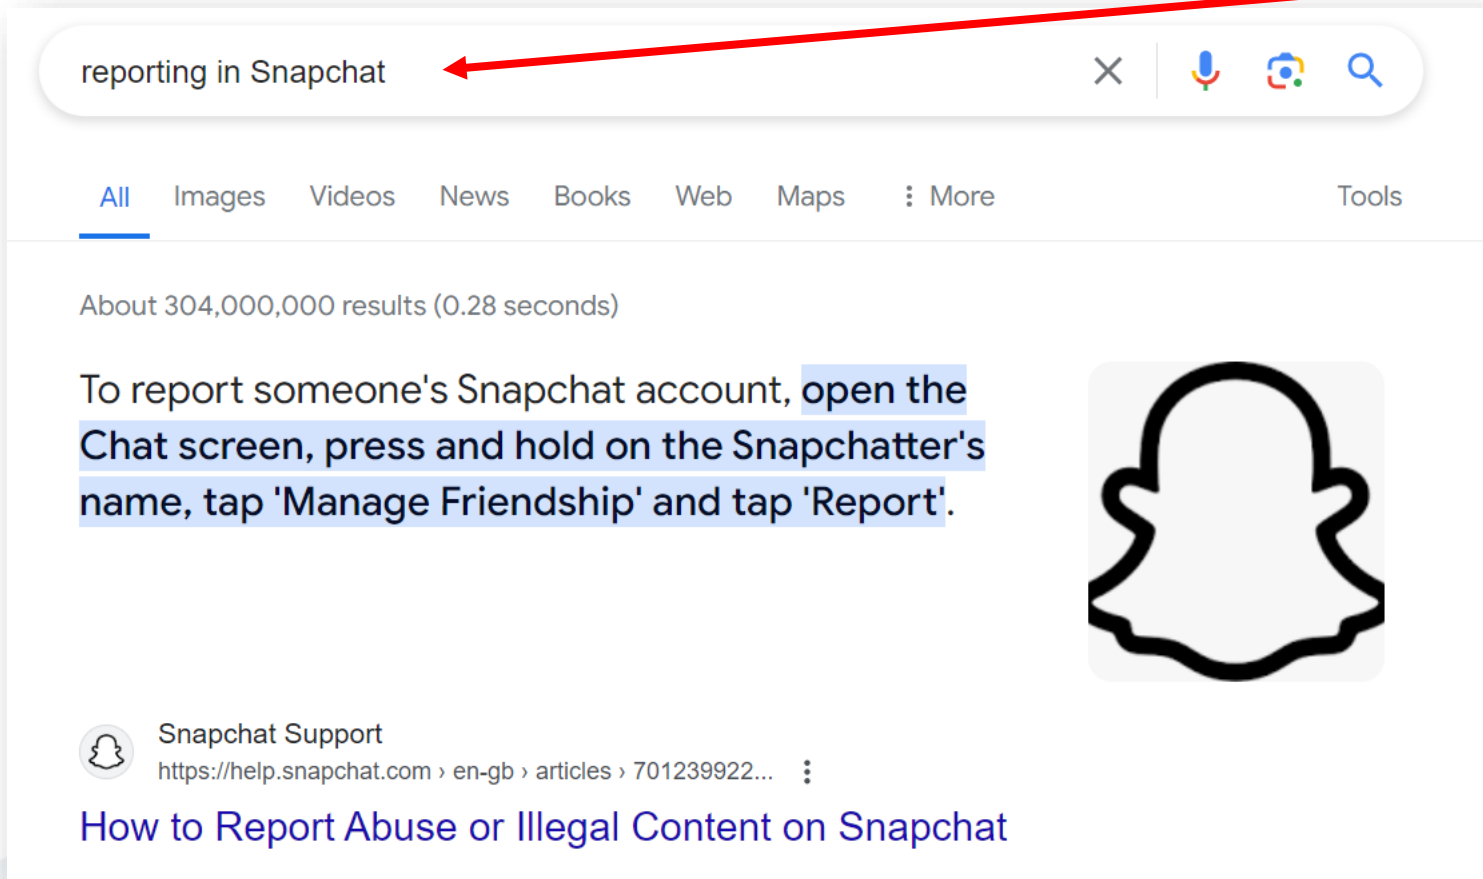 reporting in Snapchat
All Images Videos News Books Web Maps More Tools
About 304,000,000 results (0.28 seconds)
To report someone's Snapchat account, open the
Chat screen, press and hold on the Snapchatter's
name, tap 'Manage Friendship' and tap 'Report'.
Snapchat Support
https://help.snapchat.com › en-gb › articles › 701239922...
How to Report Abuse or Illegal Content on Snapchat